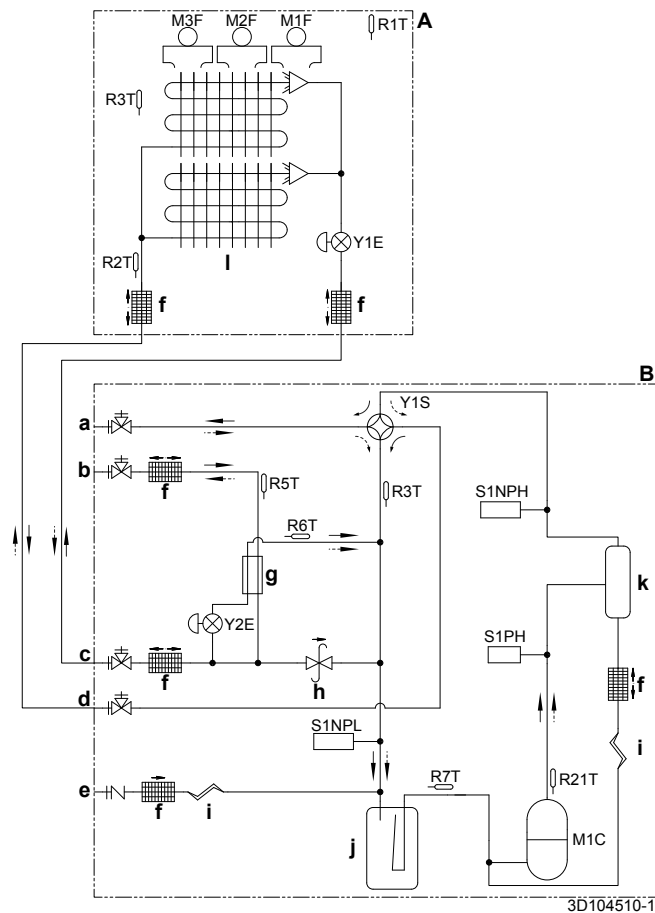 M3F M2F M1F
R1T
A
R3T
Y1E
R2T
l
f
f
B
a
Y1S
b
f
R5T
R3T
S1NPH
R6T
g
k
Y2E
S1PH
c
f
h
f
d
S1NPL
i
e
f
i
R7T
R21T
j
M1C
3D104510-1